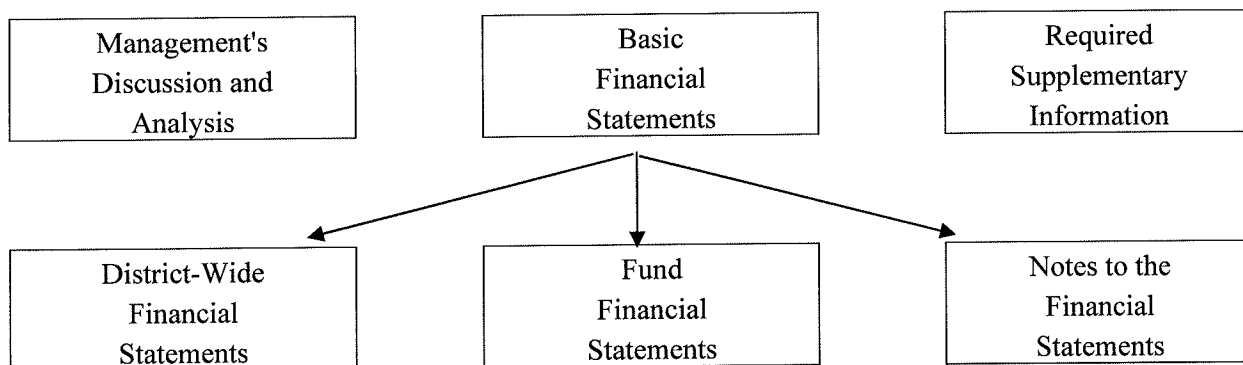 Management's
Discussion and
Analysis
Basic
Financial
Statements
Required
Supplementary
Information
District-Wide
Financial
Statements
Fund
Financial
Statements
Notes to the
Financial
Statements